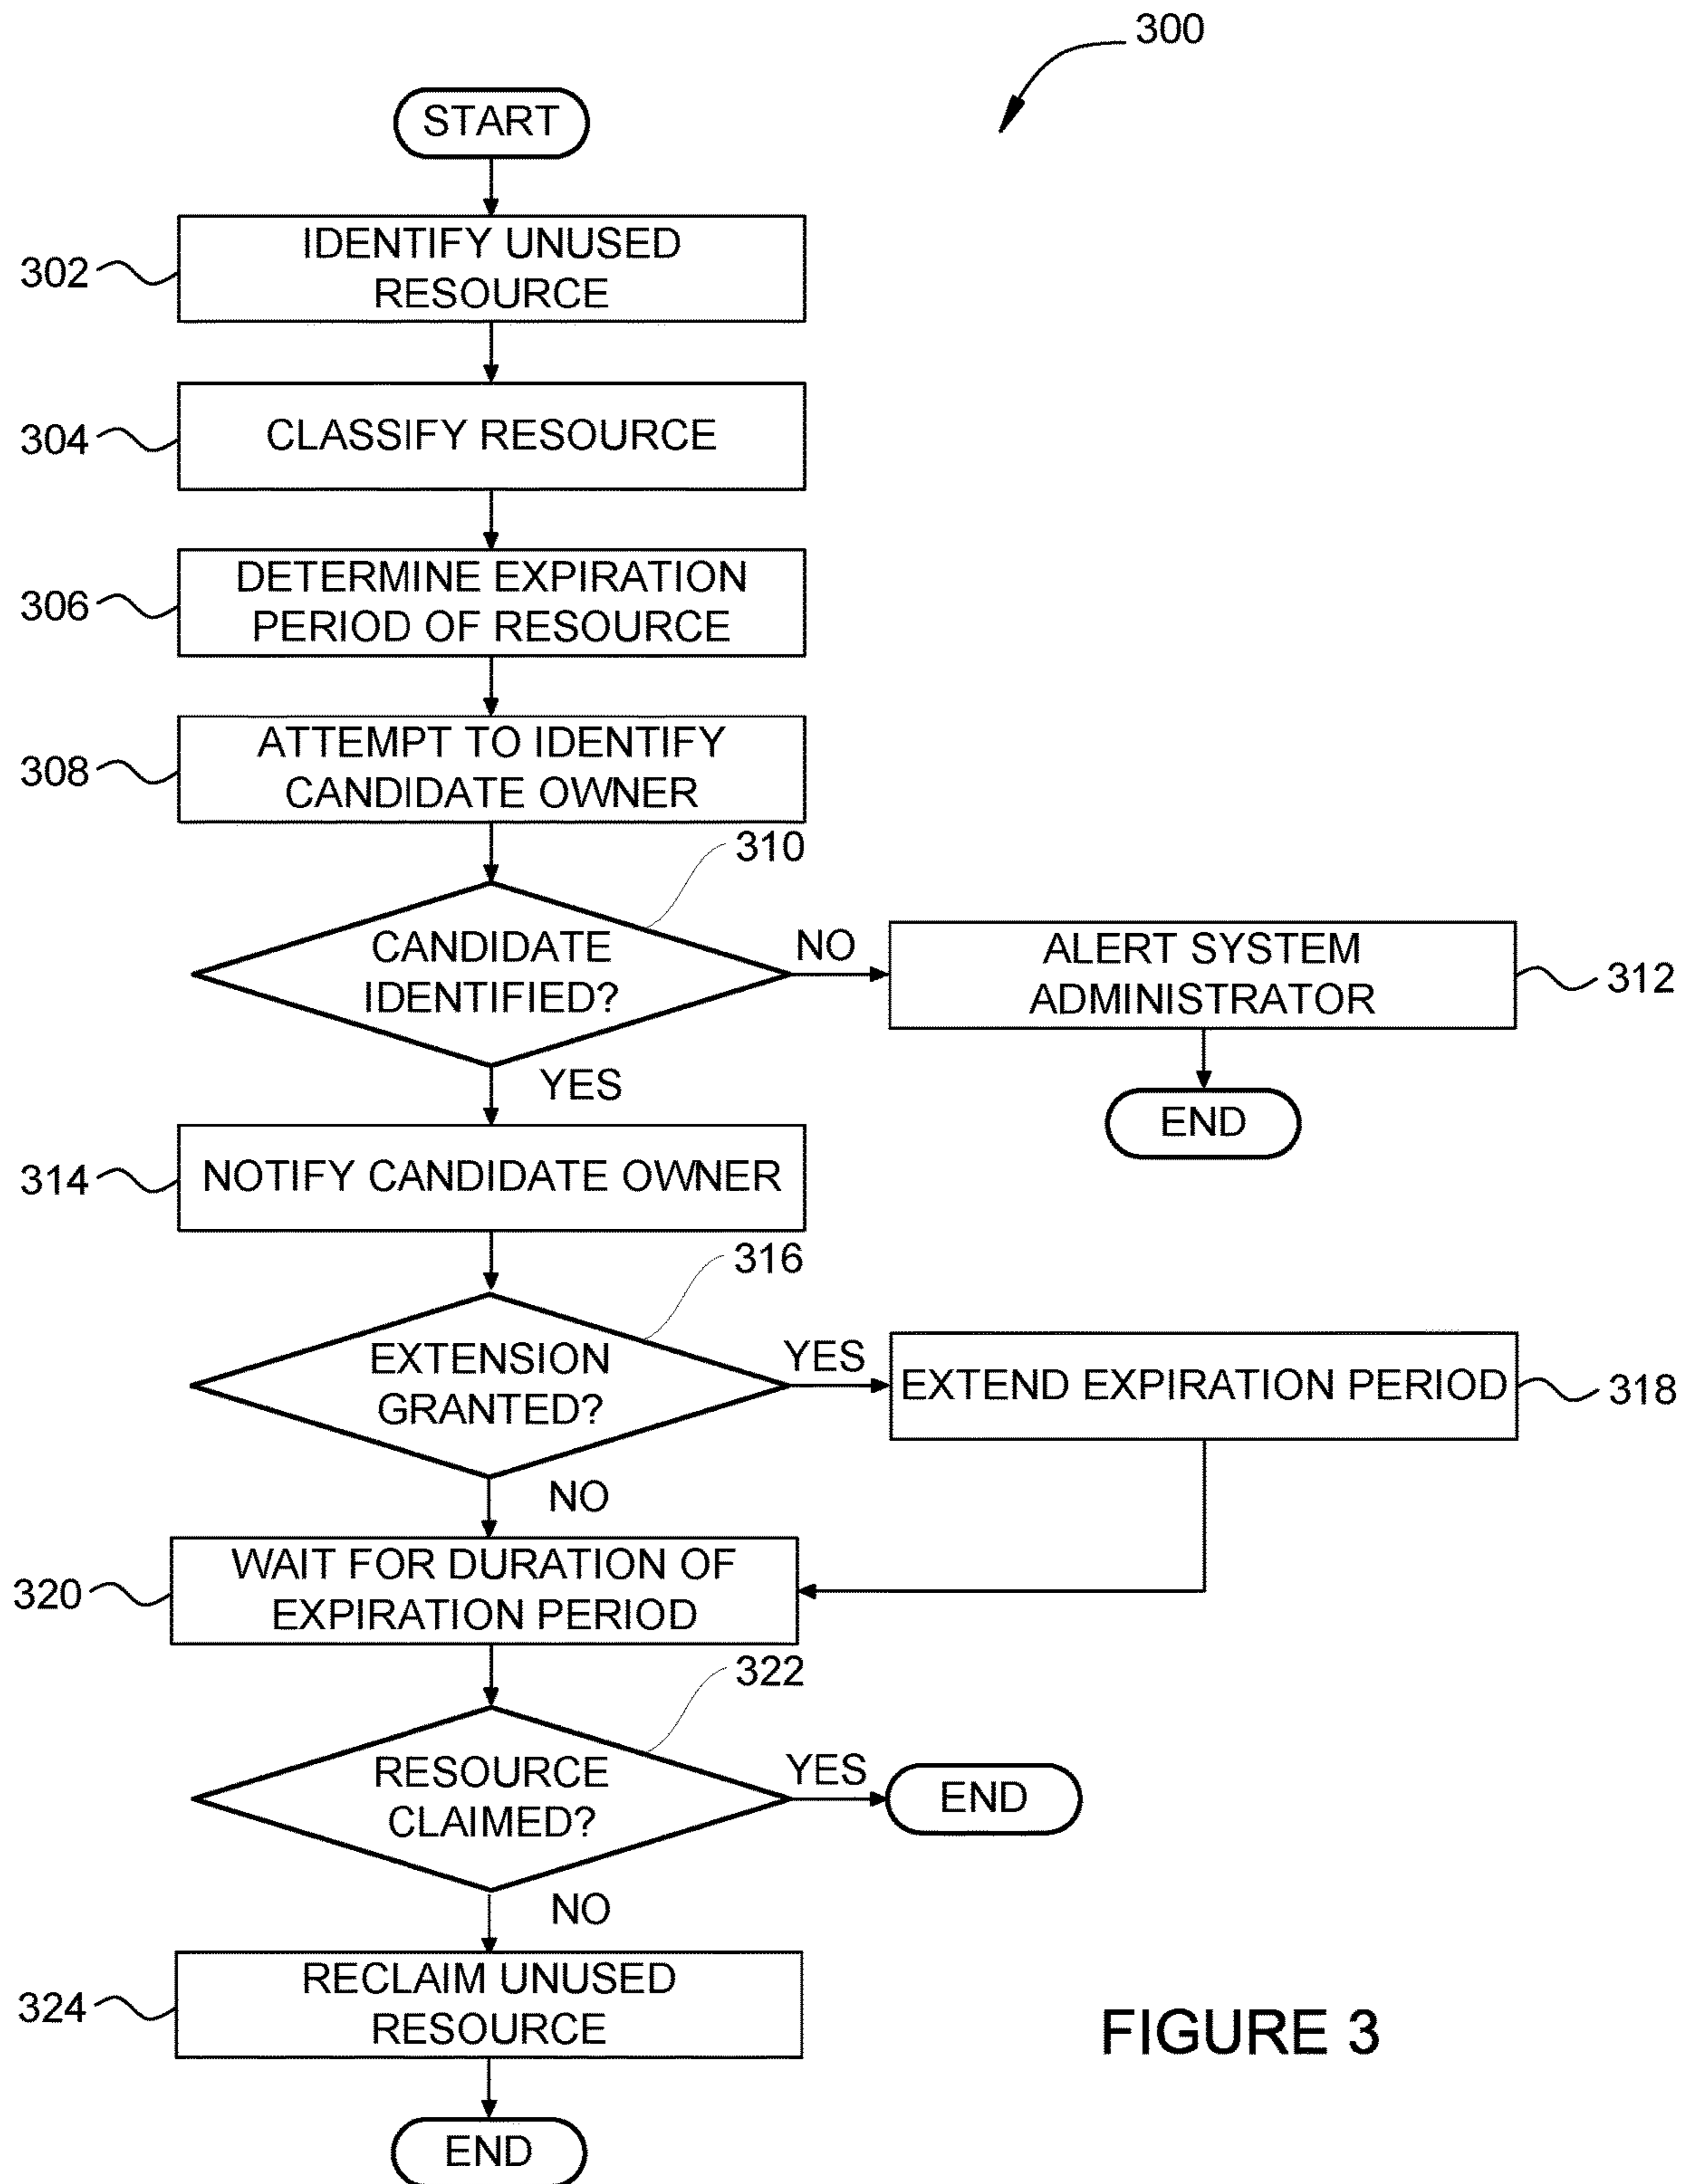 300
START
302
IDENTIFY UNUSED
RESOURCE
304
CLASSIFY RESOURCE
306
DETERMINE EXPIRATION
PERIOD OF RESOURCE
308
ATTEMPT TO IDENTIFY
CANDIDATE OWNER
310
CANDIDATE
IDENTIFIED?
NO
ALERT SYSTEM
ADMINISTRATOR
312
END
YES
314
NOTIFY CANDIDATE OWNER
316
EXTENSION
GRANTED?
YES
EXTEND EXPIRATION PERIOD
318
NO
320
WAIT FOR DURATION OF
EXPIRATION PERIOD
322
RESOURCE
CLAIMED?
YES
END
NO
324
RECLAIM UNUSED
RESOURCE
END
FIGURE 3